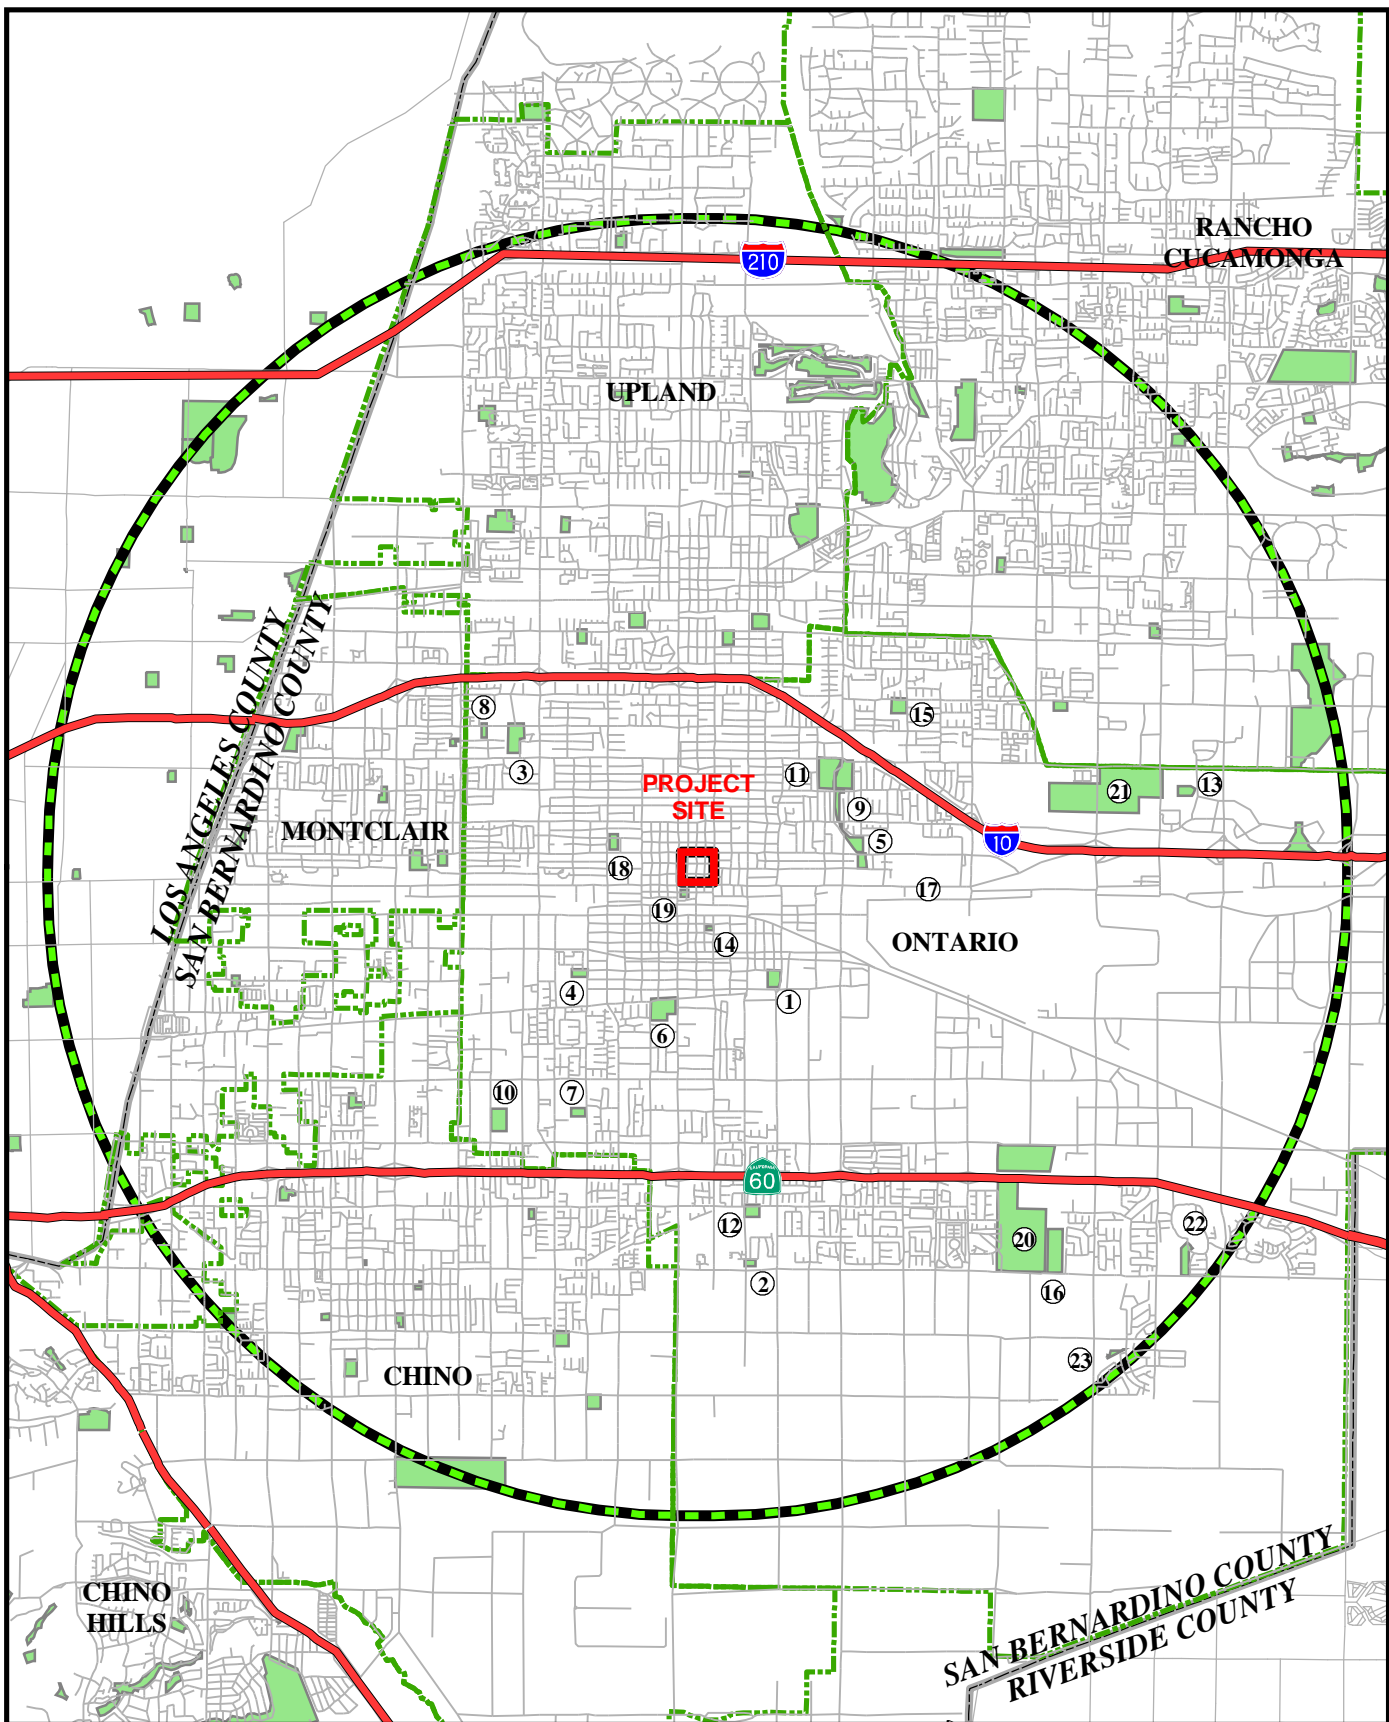 RANCHO
CUCAMONGA
210
UPLAND
LOS ANGELES COUNTY
SAN BERNARDINO COUNTY
8
15
3
PROJECT
SITE
11
21
13
9
MONTCLAIR
5
10
18
17
19
14
ONTARIO
4
1
6
10
7
CALIFORNIA
60
12
22
20
2
16
23
CHINO
CHINO
HILLS
SAN BERNARDINO COUNTY
RIVERSIDE COUNTY